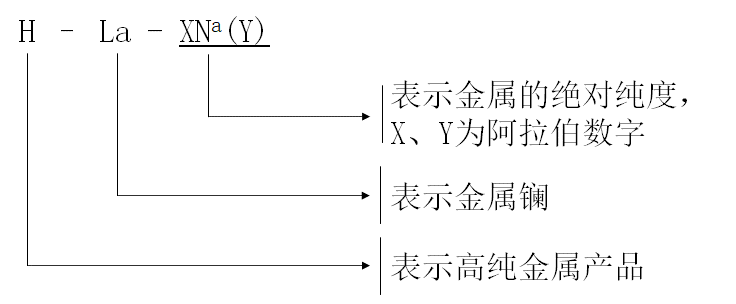 H - La - XNª(Y)
表示金属的绝对纯度，
X、Y为阿拉伯数字
表示金属镧
表示高纯金属产品